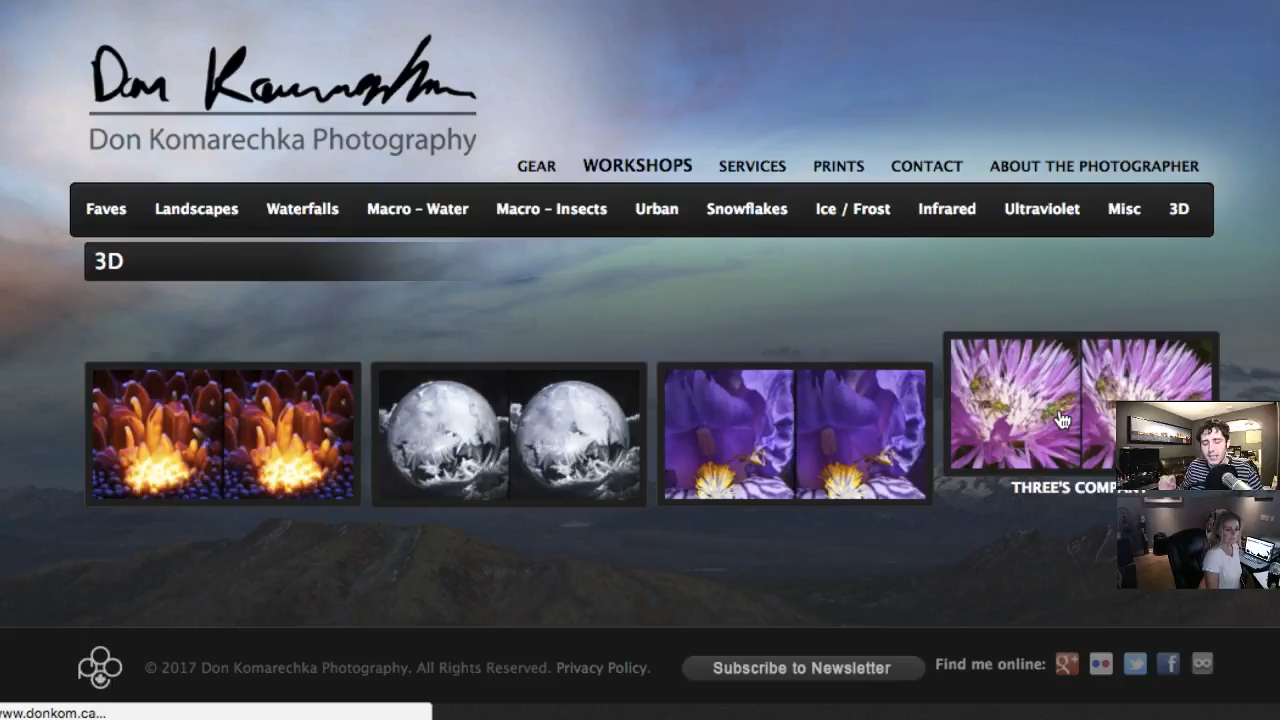 Don Komarechka
Don Komarechka Photography
GEAR WORKSHOPS SERVICES PRINTS CONTACT ABOUT THE PHOTOGRAPHER
Faves Landscapes Waterfalls Macro – Water Macro – Insects Urban Snowflakes Ice / Frost Infrared Ultraviolet Misc 3D
3D
THREE'S COMPANY
© 2017 Don Komarechka Photography. All Rights Reserved. Privacy Policy. Subscribe to Newsletter Find me online:
www.donkom.ca...